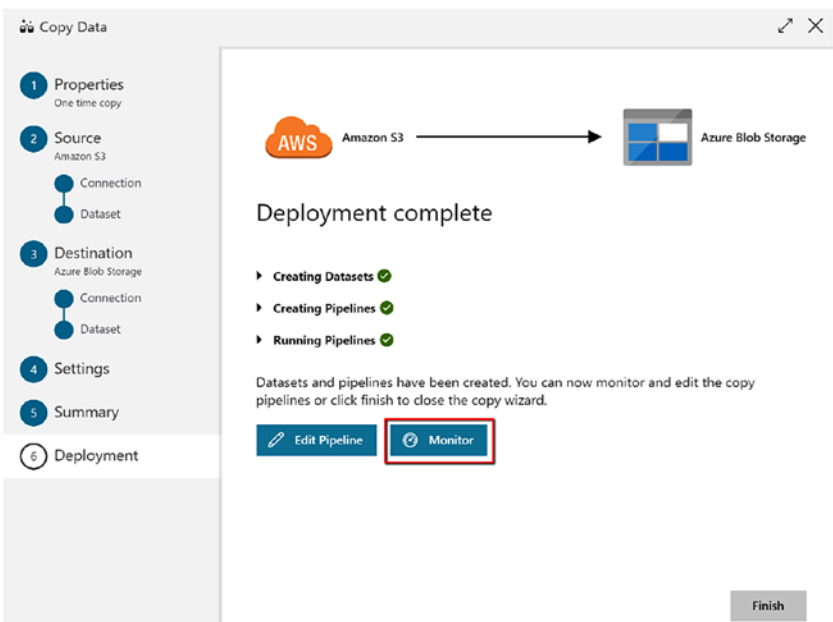 Copy Data
1 Properties
One time copy
2 Source
Amazon S3
Connection
Dataset
3 Destination
Azure Blob Storage
Connection
Dataset
4 Settings
5 Summary
6 Deployment
AWS Amazon S3 Azure Blob Storage
Deployment complete
Creating Datasets
Creating Pipelines
Running Pipelines
Datasets and pipelines have been created. You can now monitor and edit the copy
pipelines or click finish to close the copy wizard.
Edit Pipeline Monitor
Finish